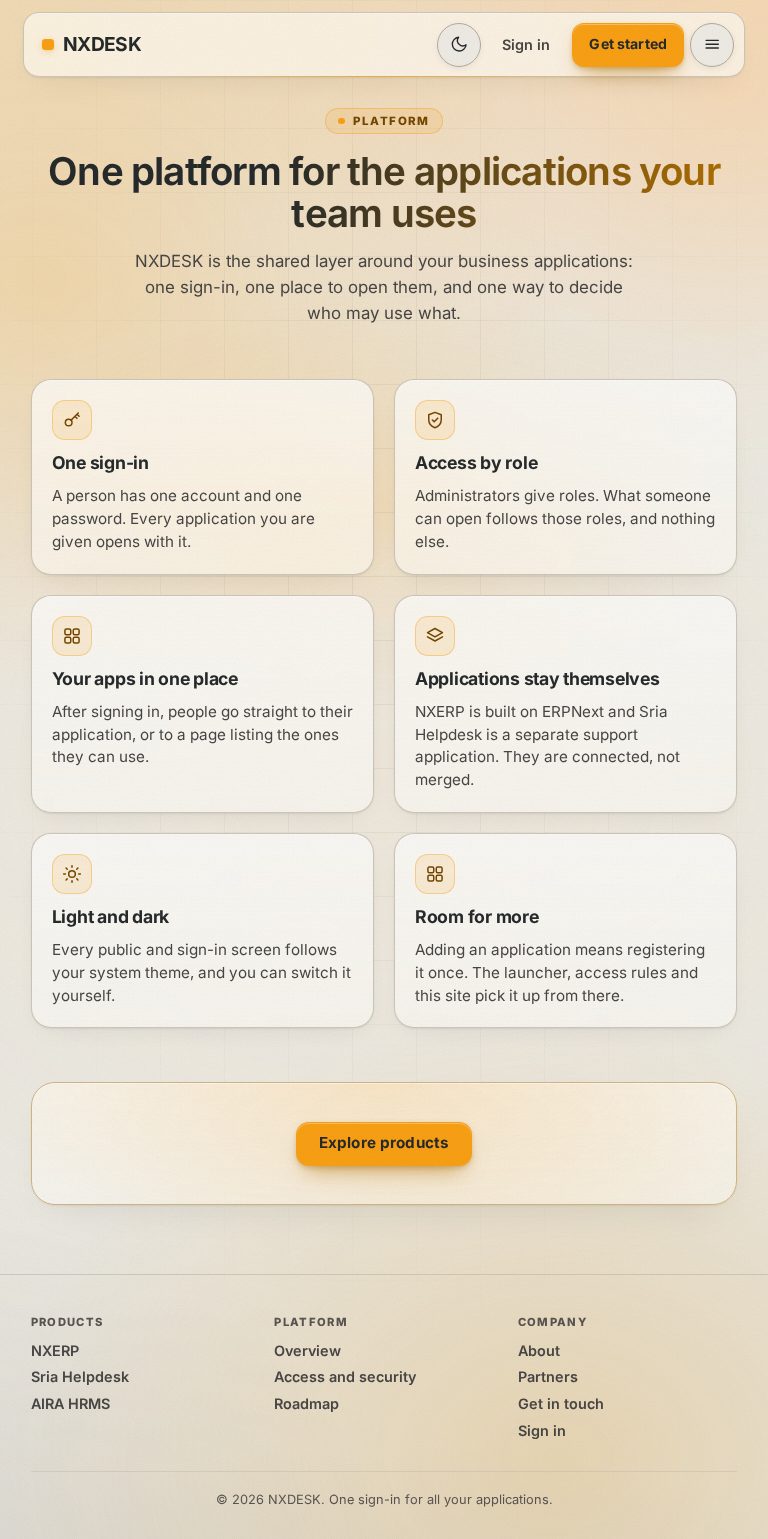 NXDESK
Sign in
Get started
PLATFORM
One platform for the applications your
team uses
NXDESK is the shared layer around your business applications:
one sign-in, one place to open them, and one way to decide
who may use what.
One sign-in
A person has one account and one
password. Every application you are
given opens with it.
Access by role
Administrators give roles. What someone
can open follows those roles, and nothing
else.
Your apps in one place
After signing in, people go straight to their
application, or to a page listing the ones
they can use.
Applications stay themselves
NXERP is built on ERPNext and Sria
Helpdesk is a separate support
application. They are connected, not
merged.
Light and dark
Every public and sign-in screen follows
your system theme, and you can switch it
yourself.
Room for more
Adding an application means registering
it once. The launcher, access rules and
this site pick it up from there.
Explore products
PRODUCTS
NXERP
Sria Helpdesk
AIRA HRMS
PLATFORM
Overview
Access and security
Roadmap
COMPANY
About
Partners
Get in touch
Sign in
© 2026 NXDESK. One sign-in for all your applications.